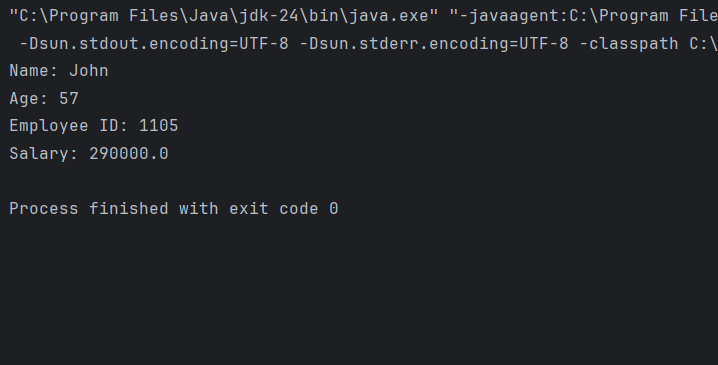 "C:\Program Files\Java\jdk-24\bin\java.exe" "-javaagent:C:\Program File
-Dsun.stdout.encoding=UTF-8 -Dsun.stderr.encoding=UTF-8 -classpath C:\
Name: John
Age: 57
Employee ID: 1105
Salary: 290000.0
Process finished with exit code 0